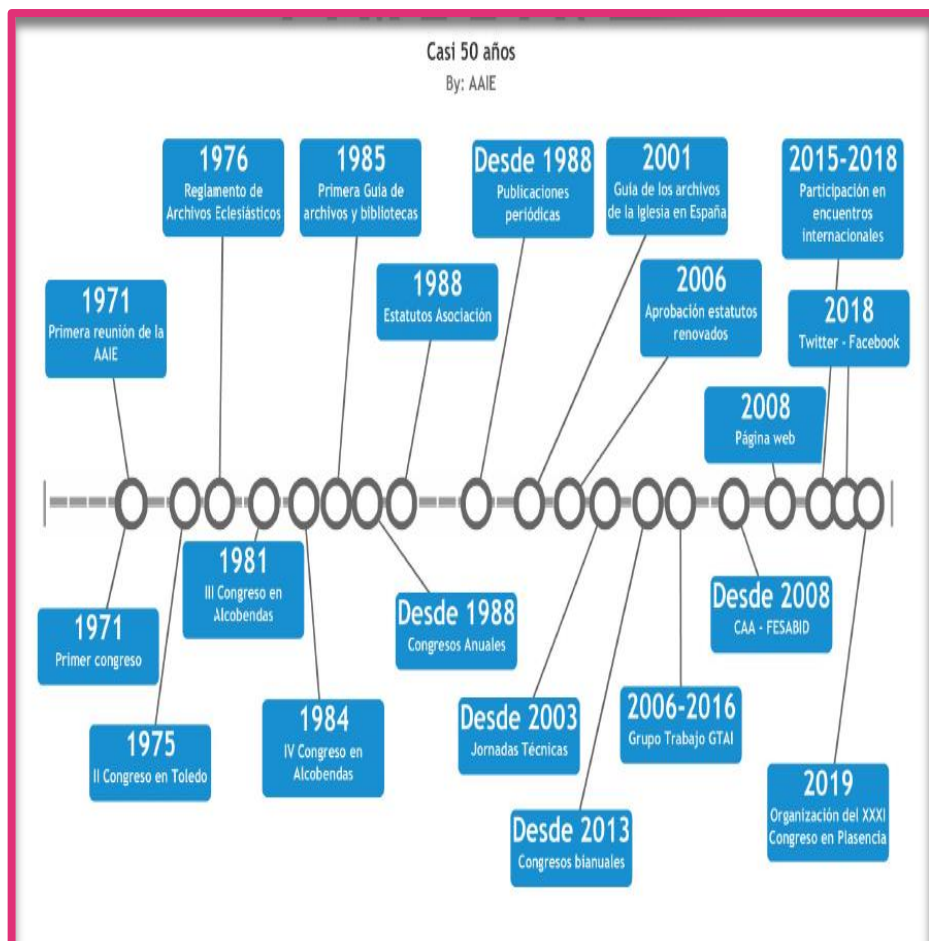 Casi 50 años
By: AAIE
1976
Reglamento de
Archivos Eclesiásticos
1985
Primera Guia de
archivos y bibliotecas
Desde 1988
Publicaciones
periódicas
2001
Guia de los archivos
de la Iglesia en España
2015-2018
Participación en
encuentros
internacionales
1971
Primera reunión de la
AAIE
1988
Estatutos Asociación
2006
Aprobación estatutos
renovados
2018
Twitter - Facebook
2008
Página web
1971
Primer congreso
1981
III Congreso en
Alcobendas
Desde 1988
Congresos Anuales
Desde 2008
CAA - FESABID
1975
II Congreso en Toledo
1984
IV Congreso en
Alcobendas
Desde 2003
Jornadas Técnicas
2006-2016
Grupo Trabajo GTAI
Desde 2013
Congresos bianuales
2019
Organización del XXXI
Congreso en Plasencia